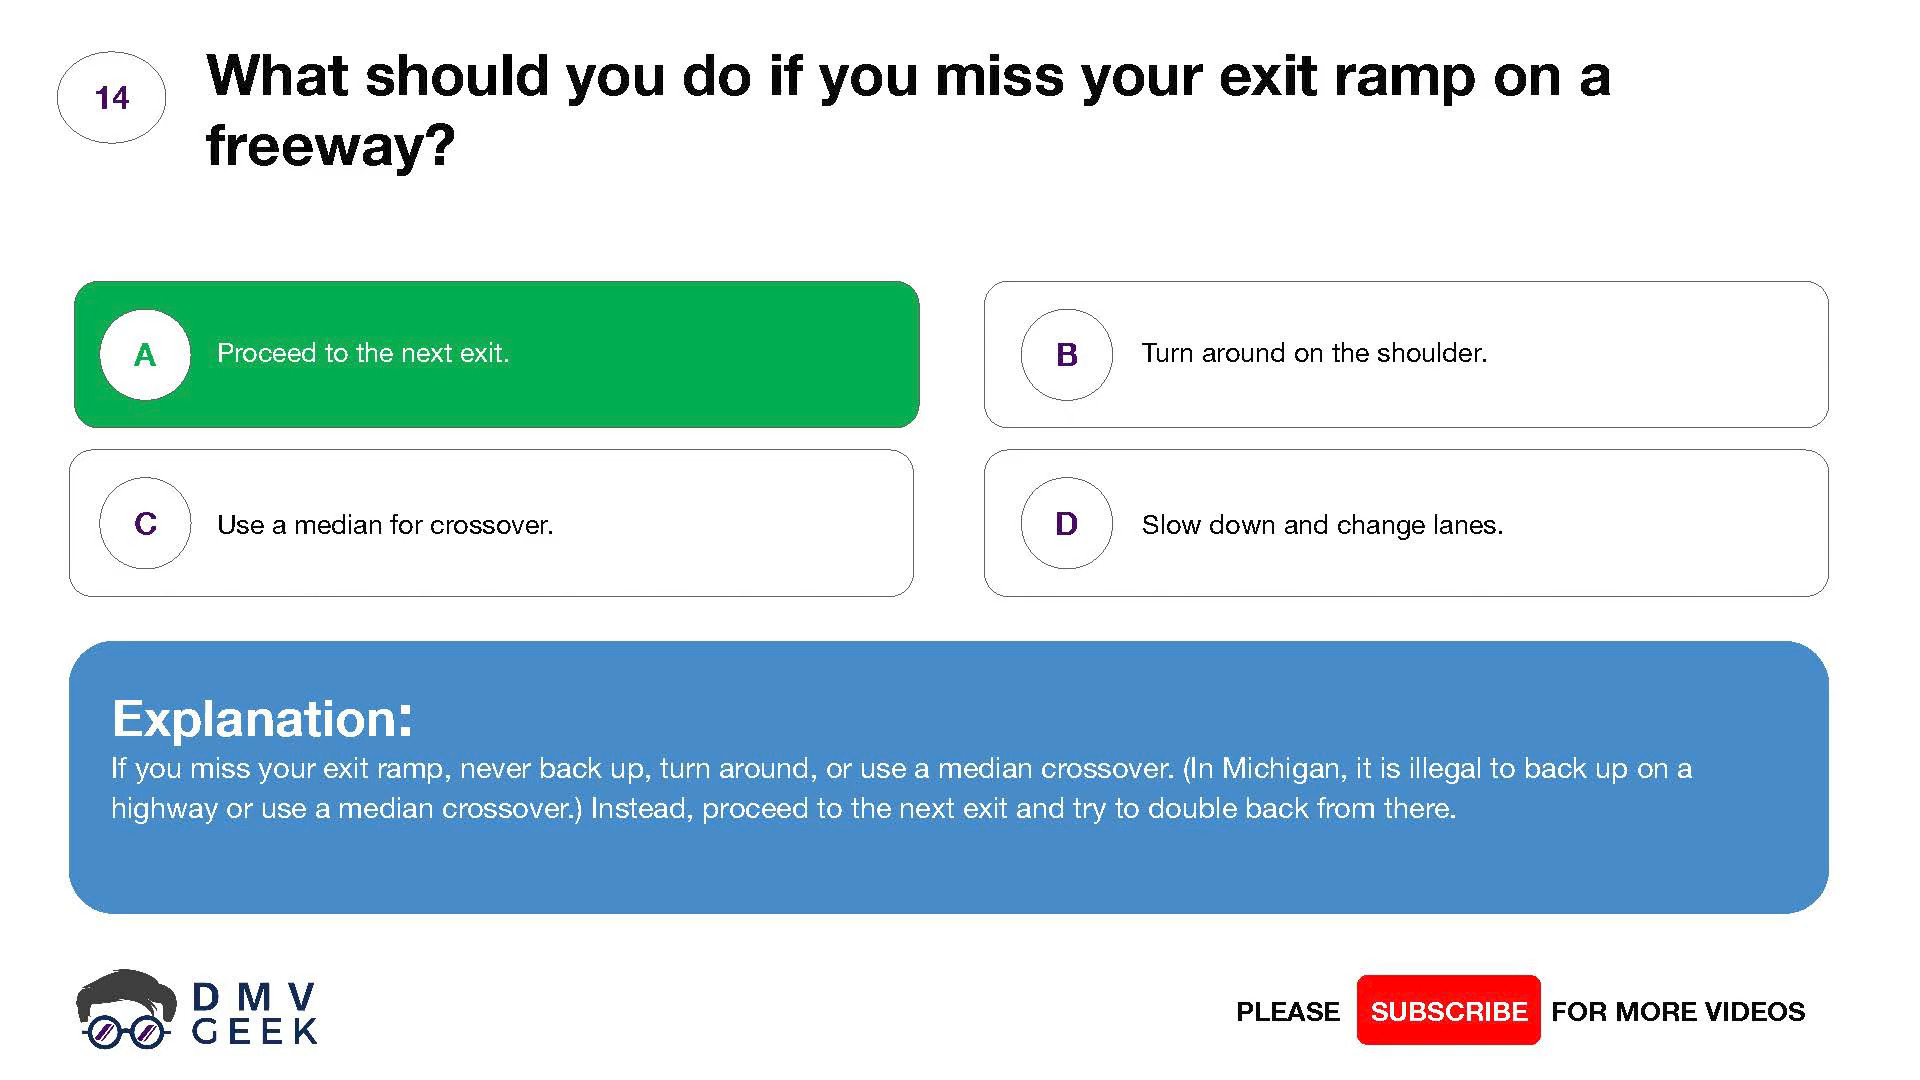 14
What should you do if you miss your exit ramp on a
freeway?
A
Proceed to the next exit.
B
Turn around on the shoulder.
C
Use a median for crossover.
D
Slow down and change lanes.
Explanation:
If you miss your exit ramp, never back up, turn around, or use a median crossover. (In Michigan, it is illegal to back up on a
highway or use a median crossover.) Instead, proceed to the next exit and try to double back from there.
DMV
GEEK
PLEASE SUBSCRIBE FOR MORE VIDEOS